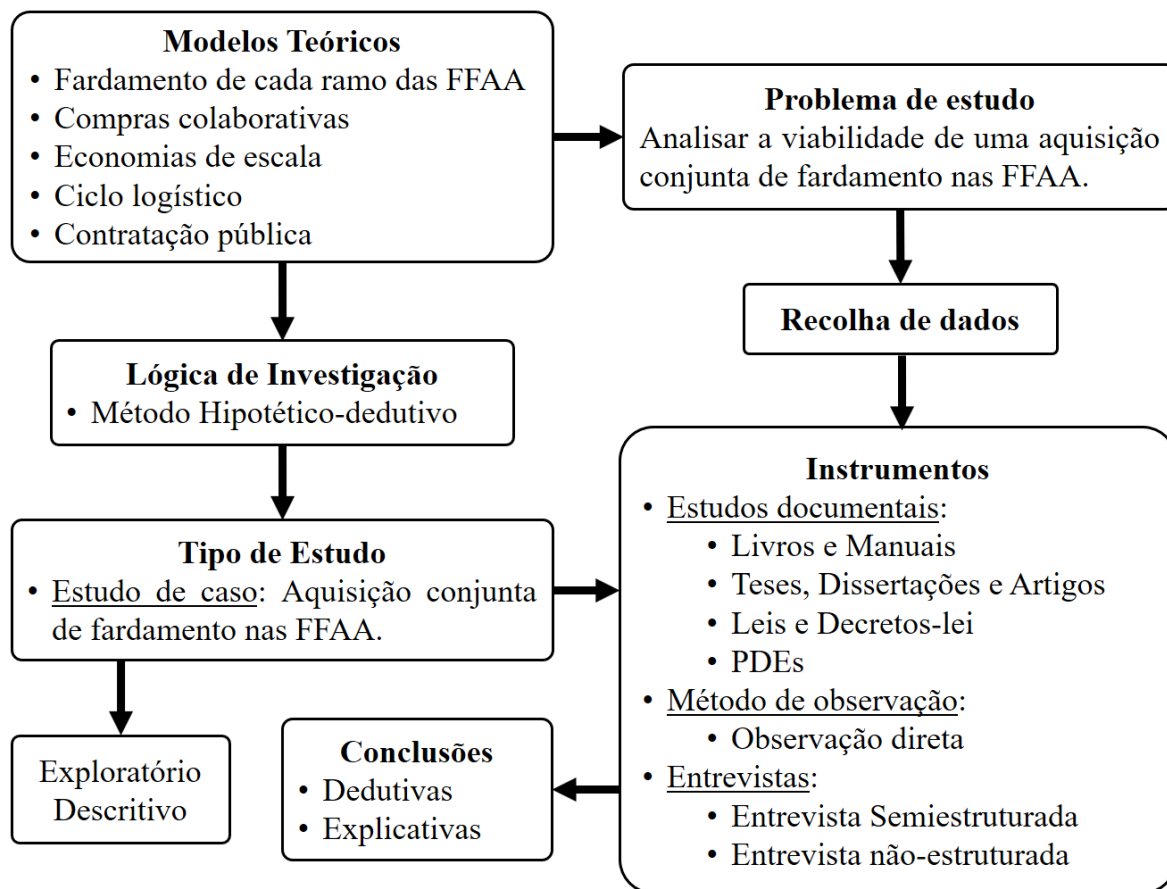 Modelos Teóricos
• Fardamento de cada ramo das FFAA
• Compras colaborativas
• Economias de escala
• Ciclo logístico
• Contratação pública
Problema de estudo
Analisar a viabilidade de uma aquisição
conjunta de fardamento nas FFAA.
Lógica de Investigação
• Método Hipotético-dedutivo
Recolha de dados
Tipo de Estudo
• Estudo de caso: Aquisição conjunta
de fardamento nas FFAA.
Exploratório
Descritivo
Instrumentos
• Estudos documentais:
• Livros e Manuais
• Teses, Dissertações e Artigos
• Leis e Decretos-lei
• PDEs
• Método de observação:
• Observação direta
• Entrevistas:
• Entrevista Semiestruturada
• Entrevista não-estruturada
Conclusões
• Dedutivas
• Explicativas